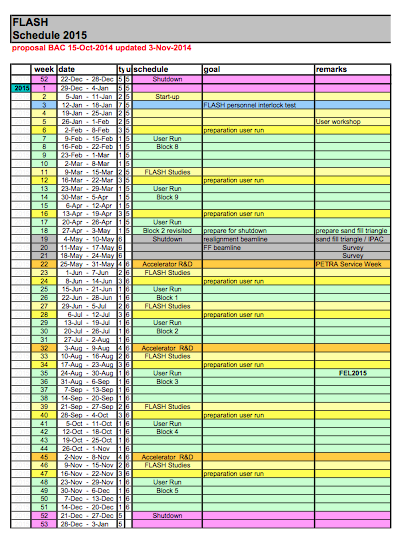 FLASH
Schedule 2015
proposal BAC 15-Oct-2014 updated 3-Nov-2014
week date ty u schedule goal remarks
52 22-Dec - 28-Dec 5 5 Shutdown
2015 1 29-Dec - 4-Jan 5 5
2 5-Jan - 11-Jan 2 5 Start-up
3 12-Jan - 18-Jan 7 5 FLASH personnel interlock test
4 19-Jan - 25-Jan 2 5
5 26-Jan - 1-Feb 2 5 User workshop
6 2-Feb - 8-Feb 3 5 preparation user run
7 9-Feb - 15-Feb 1 5 User Run
8 16-Feb - 22-Feb 1 5 Block 8
9 23-Feb - 1-Mar 1 5
10 2-Mar - 8-Mar 1 5
11 9-Mar - 15-Mar 2 5 FLASH Studies
12 16-Mar - 22-Mar 3 5 preparation user run
13 23-Mar - 29-Mar 1 5 User Run
14 30-Mar - 5-Apr 1 5 Block 9
15 6-Apr - 12-Apr 1 5
16 13-Apr - 19-Apr 3 5 preparation user run
17 20-Apr - 26-Apr 1 5 User Run
18 27-Apr - 3-May 1 5 Block 2 revisited prepare for shutdown prepare sand fill triangle
19 4-May - 10-May 6 Shutdown realignment beamline sand fill triangle / IPAC
20 11-May - 17-May 6 FF beamline Survey
21 18-May - 24-May 6 Survey
22 25-May - 31-May 4 6 Accelerator R&D PETRA Service Week
23 1-Jun - 7-Jun 2 6 FLASH Studies
24 8-Jun - 14-Jun 3 6 preparation user run
25 15-Jun - 21-Jun 1 6 User Run
26 22-Jun - 28-Jun 1 6 Block 1
27 29-Jun - 5-Jul 2 6 FLASH Studies
28 6-Jul - 12-Jul 3 6 preparation user run
29 13-Jul - 19-Jul 1 6 User Run
30 20-Jul - 26-Jul 1 6 Block 2
31 27-Jul - 2-Aug 1 6
32 3-Aug - 9-Aug 4 6 Accelerator R&D
33 10-Aug - 16-Aug 2 6 FLASH Studies
34 17-Aug - 23-Aug 3 6 preparation user run
35 24-Aug - 30-Aug 1 6 User Run FEL2015
36 31-Aug - 6-Sep 1 6 Block 3
37 7-Sep - 13-Sep 1 6
38 14-Sep - 20-Sep 1 6
39 21-Sep - 27-Sep 2 6 FLASH Studies
40 28-Sep - 4-Oct 3 6 preparation user run
41 5-Oct - 11-Oct 1 6 User Run
42 12-Oct - 18-Oct 1 6 Block 4
43 19-Oct - 25-Oct 1 6
44 26-Oct - 1-Nov 1 6
45 2-Nov - 8-Nov 4 6 Accelerator R&D
46 9-Nov - 15-Nov 2 6 FLASH Studies
47 16-Nov - 22-Nov 3 6 preparation user run
48 23-Nov - 29-Nov 1 6 User Run
49 30-Nov - 6-Dec 1 6 Block 5
50 7-Dec - 13-Dec 1 6
51 14-Dec - 20-Dec 1 6
52 21-Dec - 27-Dec 5 Shutdown
53 28-Dec - 3-Jan 5